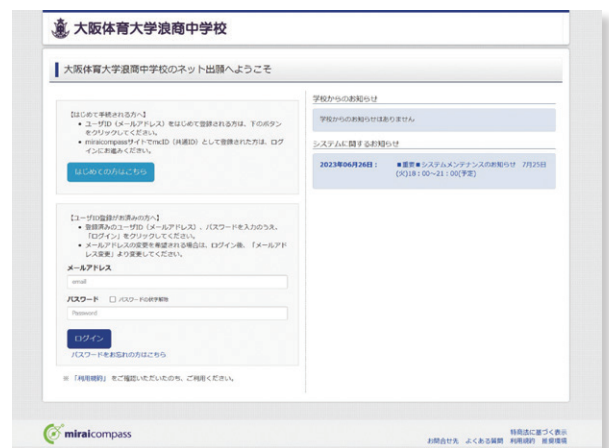 大阪体育大学浪商中学校
大阪体育大学浪商中学校のネット出願へようこそ
【はじめて手続きされる方へ】
• ユーザID（メールアドレス）をはじめて登録される方は、下のボタン
をクリックしてください。
• miraicompassサイトでmcID（共通ID）として登録された方は、ログ
インにお進みください。
はじめての方はこちら
【ユーザID登録がお済みの方へ】
• 登録済みのユーザID（メールアドレス）、パスワードを入力のうえ、
「ログイン」をクリックしてください。
• メールアドレスの変更を希望される場合は、ログイン後、「メールアド
レス変更」より変更してください。
メールアドレス
email
パスワード □ パスワードの伏字解除
Password
ログイン
パスワードをお忘れの方はこちら
※ 「利用規約」をご確認いただいたのち、ご利用ください。
学校からのお知らせ
学校からのお知らせはありません
システムに関するお知らせ
2023年06月26日： ■重要■システムメンテナンスのお知らせ 7月25日
(火)18：00～21：00(予定)
miraicompass
特商法に基づく表示
お問合せ先 よくある質問 利用規約 推奨環境